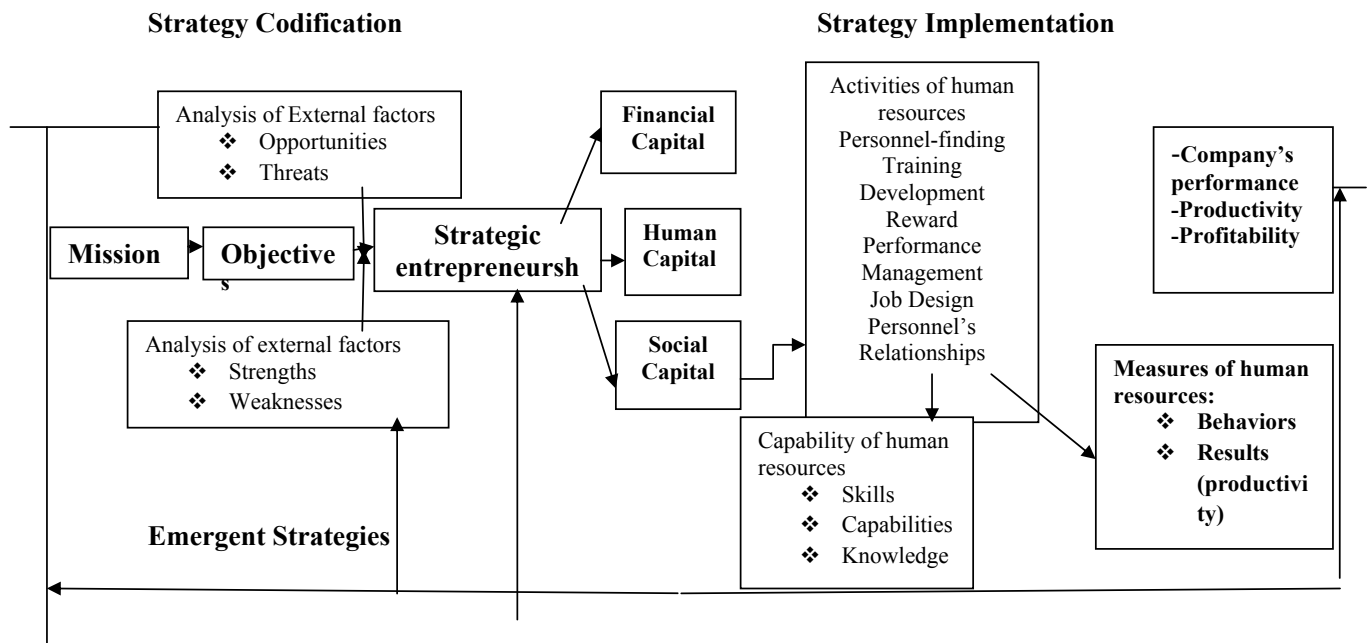 Strategy Codification
Strategy Implementation
Analysis of External factors
❖ Opportunities
❖ Threats
Mission
Objective
s
Analysis of external factors
❖ Strengths
❖ Weaknesses
Emergent Strategies
Strategic
entrepreneursh
Financial
Capital
Human
Capital
Social
Capital
Activities of human
resources
Personnel-finding
Training
Development
Reward
Performance
Management
Job Design
Personnel’s
Relationships
Capability of human
resources
❖ Skills
❖ Capabilities
❖ Knowledge
-Company’s
performance
-Productivity
-Profitability
Measures of human
resources:
❖ Behaviors
❖ Results
(productivi
ty)